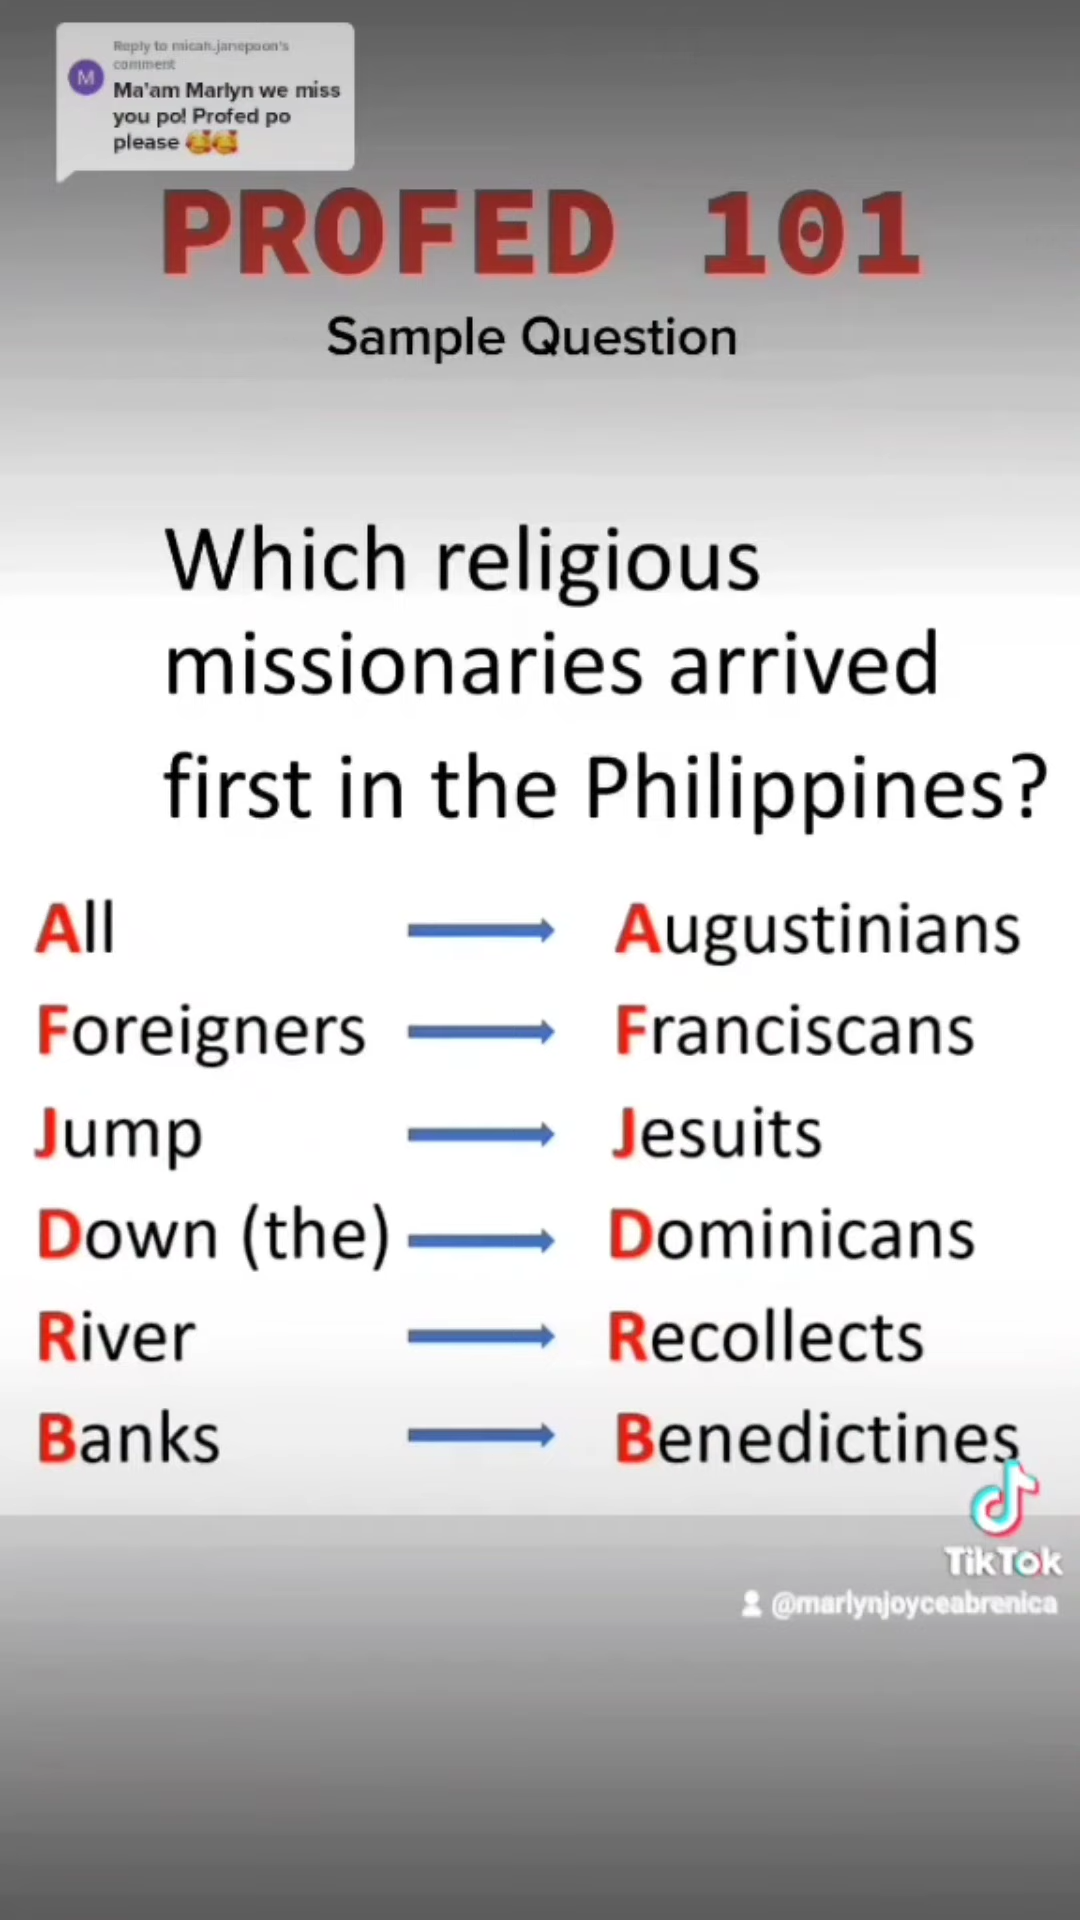 Reply to micah.janepaon's
comment
M
Ma'am Marlyn we miss
you po! Profed po
please 🥰🥰
PROFED 101
Sample Question
Which religious
missionaries arrived
first in the Philippines?
All Augustinians
Foreigners Franciscans
Jump Jesuits
Down (the) Dominicans
River Recollects
Banks Benedictines
TikTok
@marlynjoyceabrenica